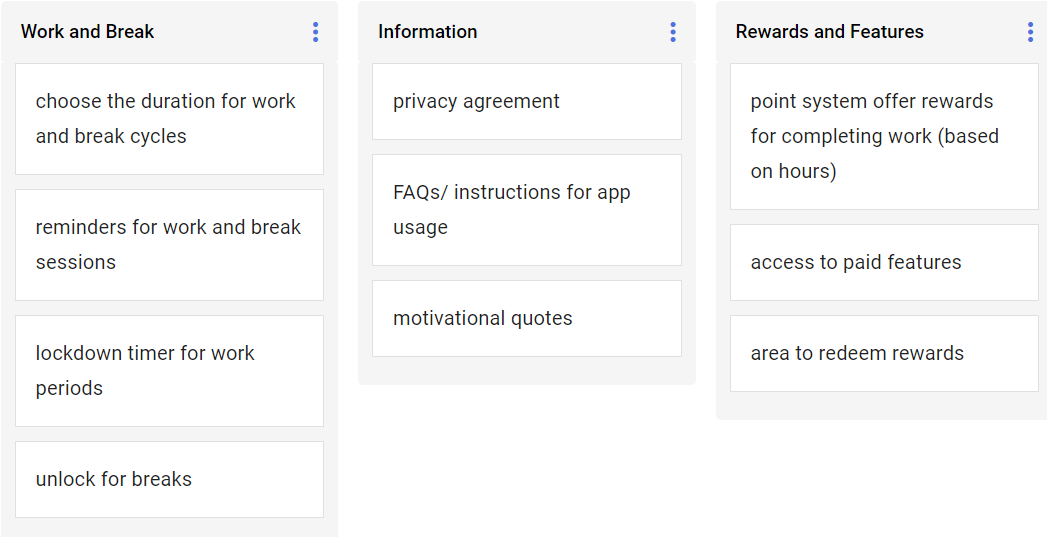 Work and Break
choose the duration for work
and break cycles
reminders for work and break
sessions
lockdown timer for work
periods
unlock for breaks
Information
privacy agreement
FAQs/ instructions for app
usage
motivational quotes
Rewards and Features
point system offer rewards
for completing work (based
on hours)
access to paid features
area to redeem rewards